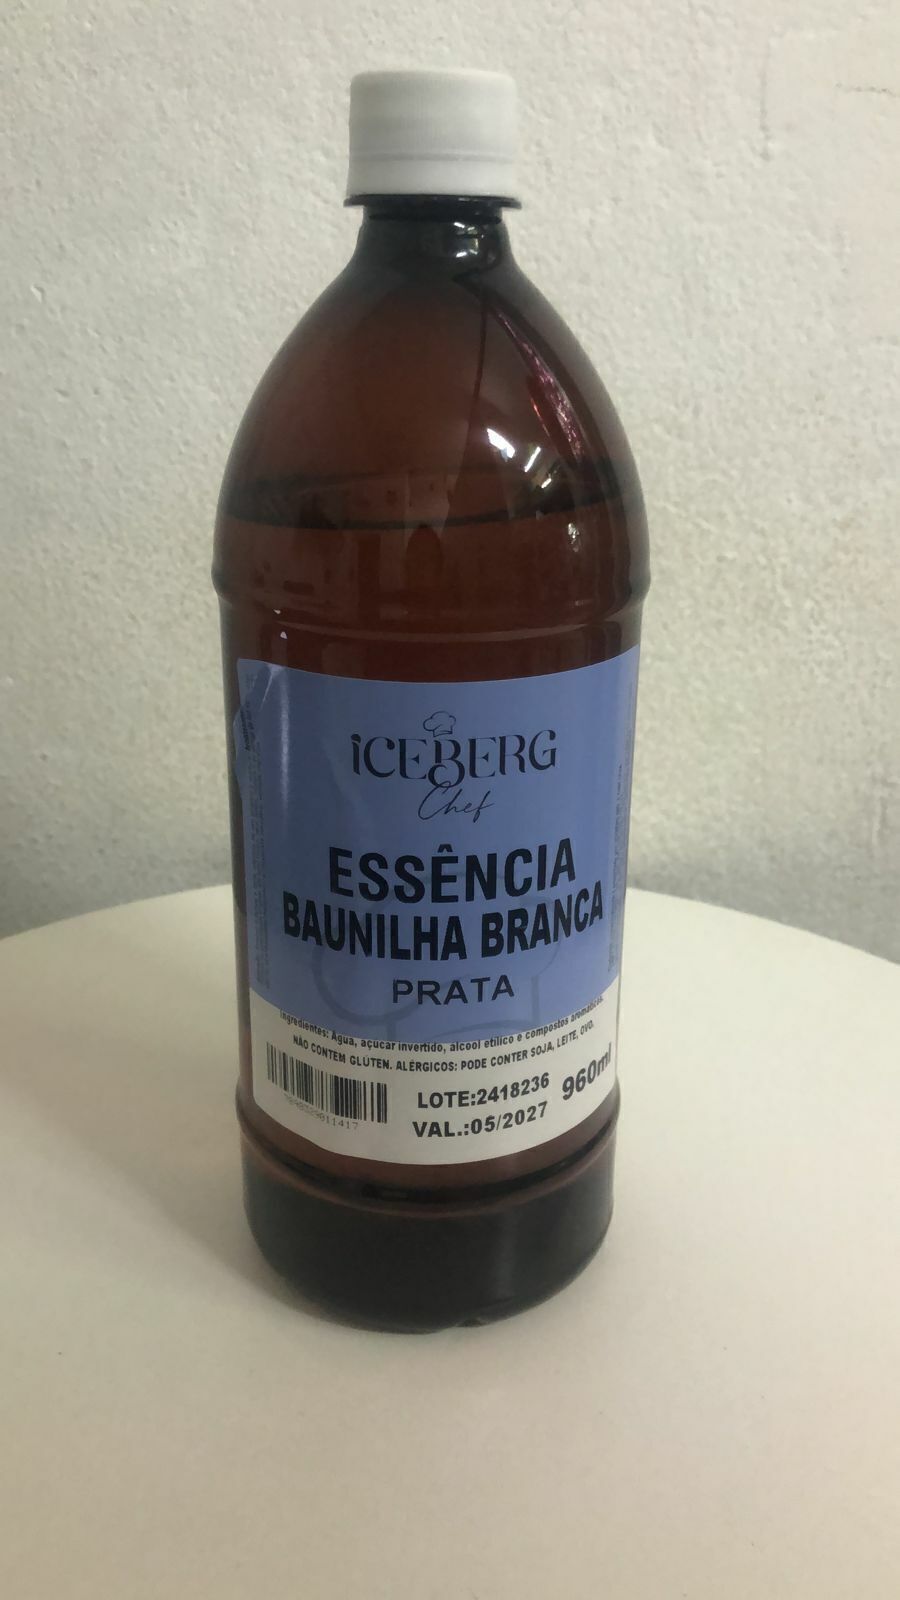 iCEBERG
Chef
ESSÊNCIA
BAUNILHA BRANCA
PRATA
Ingredientes: Água, açúcar invertido, álcool etílico e compostos aromáticos.
NÃO CONTÉM GLÚTEN. ALÉRGICOS: PODE CONTER SOJA, LEITE, OVO.
LOTE:2418236
960ml
VAL.:05/2027